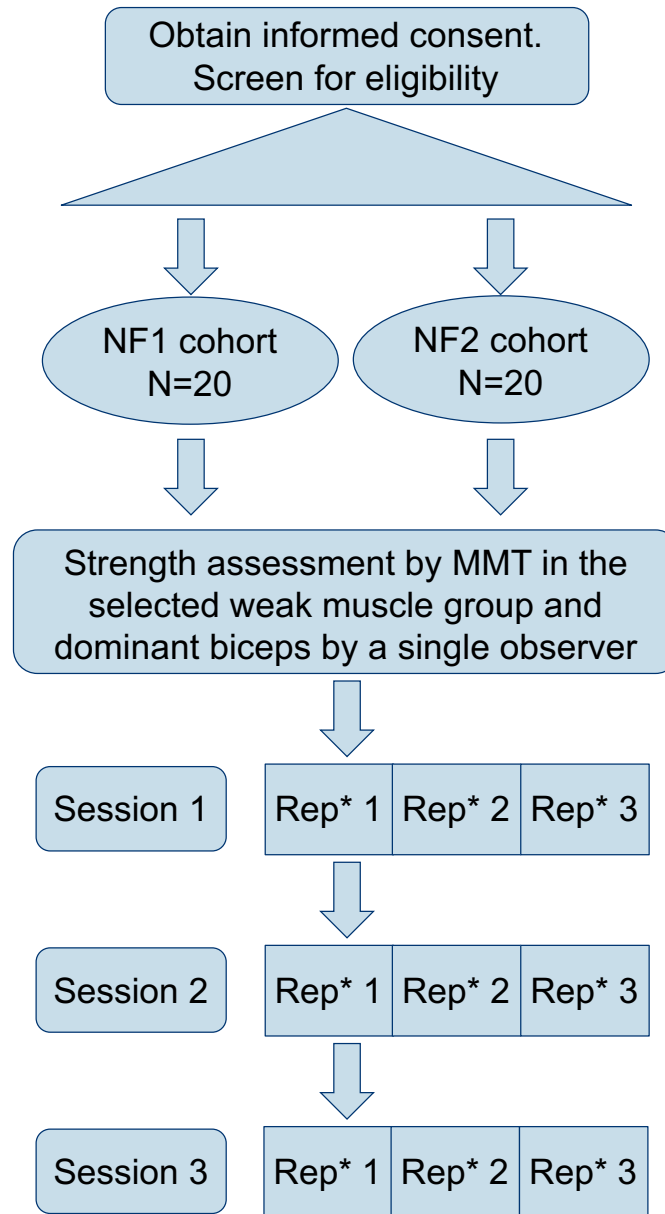 Obtain informed consent.
Screen for eligibility
NF1 cohort
N=20
NF2 cohort
N=20
Strength assessment by MMT in the
selected weak muscle group and
dominant biceps by a single observer
Session 1
Rep* 1
Rep* 2
Rep* 3
Session 2
Rep* 1
Rep* 2
Rep* 3
Session 3
Rep* 1
Rep* 2
Rep* 3